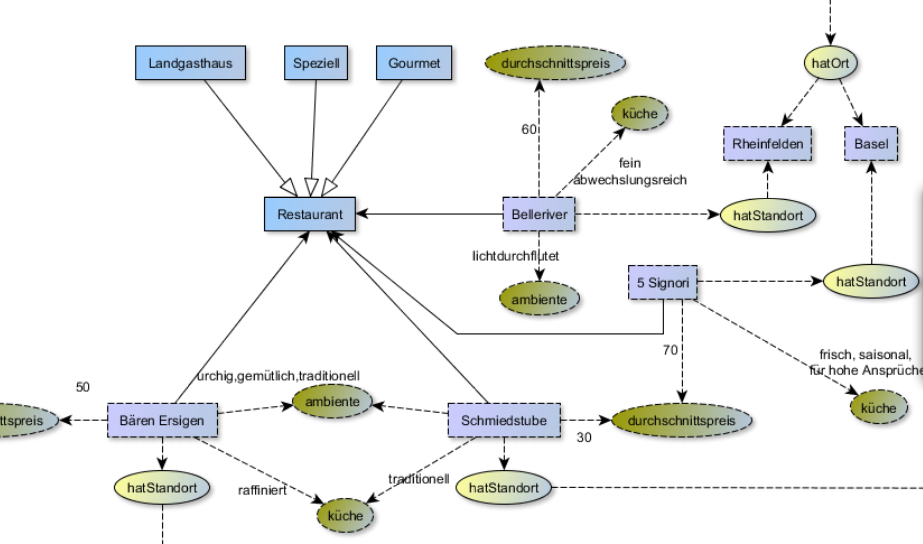 hatOrt
Landgasthaus
Speziell
Gourmet
durchschnittspreis
küche
60
Rheinfelden
Basel
fein
abwechslungsreich
Restaurant
Belleriver
hatStandort
lichtdurchflutet
5 Signori
hatStandort
ambiente
70
frisch, saisonal,
für hohe Ansprüche
urchig,gemütlich,traditionell
50
ambiente
küche
ttspreis
Bären Ersigen
Schmiedstube
30
durchschnittspreis
hatStandort
raffiniert
traditionell
hatStandort
küche